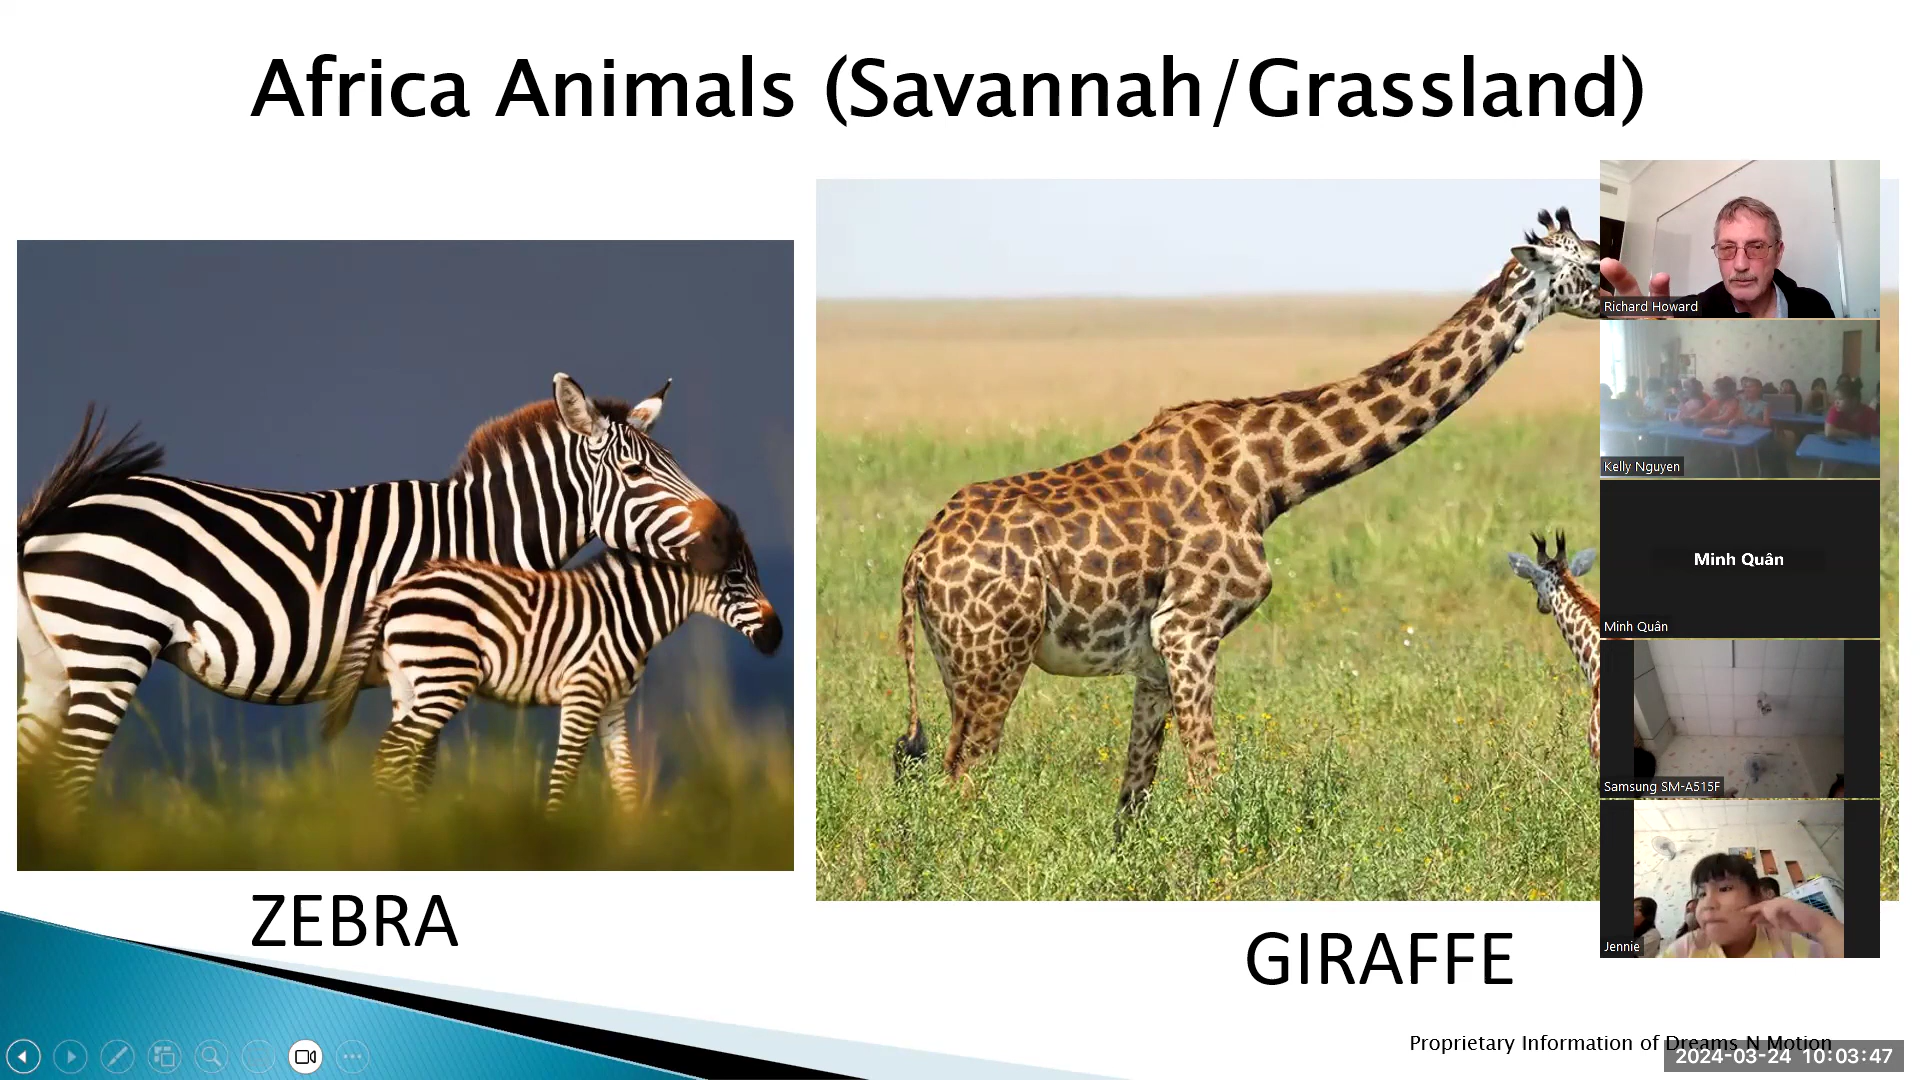 Africa Animals (Savannah/Grassland)
Richard Howard
Kelly Nguyen
Minh Quân
Minh Quân
Samsung SM-A515F
Jennie
ZEBRA
GIRAFFE
Proprietary Information of Dreams N Motion
2024-03-24 10:03:47